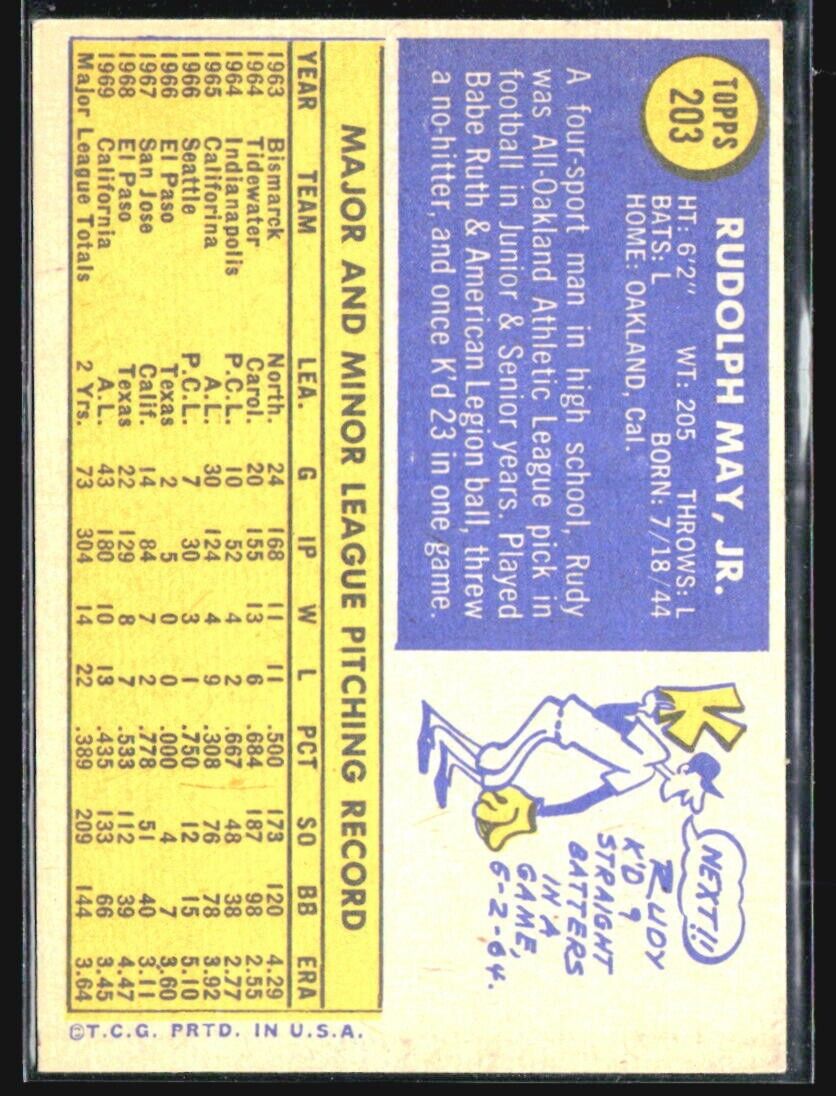 TOPPS
203
RUDOLPH MAY, JR.
HT: 6'2" WT: 205 THROWS: L
BATS: L BORN: 7/18/44
HOME: OAKLAND, Cal.
A four-sport man in high school, Rudy
was All-Oakland Athletic League pick in
football in Junior & Senior years. Played
Babe Ruth & American Legion ball, threw
a no-hitter, and once K'd 23 in one game.
NEXT!!
RUDY
K'D 9
STRAIGHT
BATTERS
IN A
GAME,
6-2-64.
MAJOR AND MINOR LEAGUE PITCHING RECORD
YEAR TEAM LEA. G IP W L PCT SO BB ERA
1963 Bismarck North. 24 168 11 11 .500 173 120 4.29
1964 Tidewater Carol. 20 155 13 6 .684 187 98 2.55
1964 Indianapolis P.C.L. 10 52 4 2 .667 48 38 2.77
1965 California A.L. 30 124 4 9 .308 76 78 3.92
1966 Seattle P.C.L. 7 30 3 1 .750 12 15 5.10
1966 El Paso Texas 2 5 0 0 .000 4 7 3.60
1967 San Jose Calif. 14 84 7 2 .778 51 40 3.11
1968 El Paso Texas 22 129 8 7 .533 112 39 4.47
1969 California A.L. 43 180 10 13 .435 133 66 3.45
Major League Totals 2 Yrs. 73 304 14 22 .389 209 144 3.64
©T.C.G. PRTD. IN U.S.A.